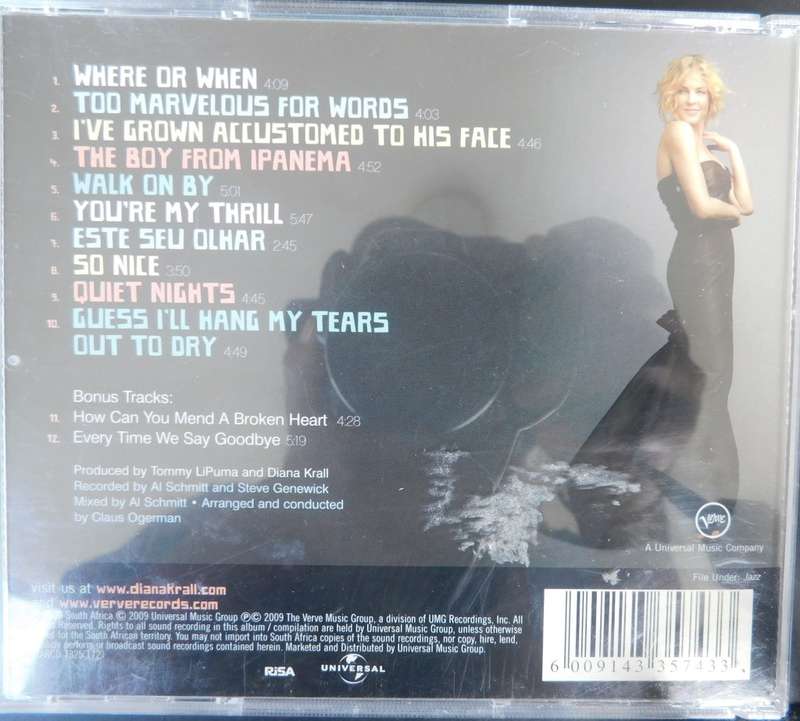 1. WHERE OR WHEN 4:09
2. TOO MARVELOUS FOR WORDS 4:03
3. I'VE GROWN ACCUSTOMED TO HIS FACE 4:46
4. THE BOY FROM IPANEMA 4:52
5. WALK ON BY 5:01
6. YOU'RE MY THRILL 5:47
7. ESTE SEU OLHAR 2:45
8. SO NICE 3:50
9. QUIET NIGHTS 4:45
10. GUESS I'LL HANG MY TEARS
OUT TO DRY 4:49
Bonus Tracks:
11. How Can You Mend A Broken Heart 4:28
12. Every Time We Say Goodbye 5:19
Produced by Tommy LiPuma and Diana Krall
Recorded by Al Schmitt and Steve Genewick
Mixed by Al Schmitt • Arranged and conducted
by Claus Ogerman
Verve
A Universal Music Company
visit us at www.dianakrall.com
and www.ververecords.com
File Under: Jazz
South Africa © 2009 Universal Music Group ℗© 2009 The Verve Music Group, a division of UMG Recordings, Inc. All
Reserved. Rights to all sound recording in this album / compilation are held by Universal Music Group, unless otherwise
for the South African territory. You may not import into South Africa copies of the sound recordings, nor copy, hire, lend,
perform or broadcast sound recordings contained herein. Marketed and Distributed by Universal Music Group.
RiSA
UNIVERSAL
6 009143 357433